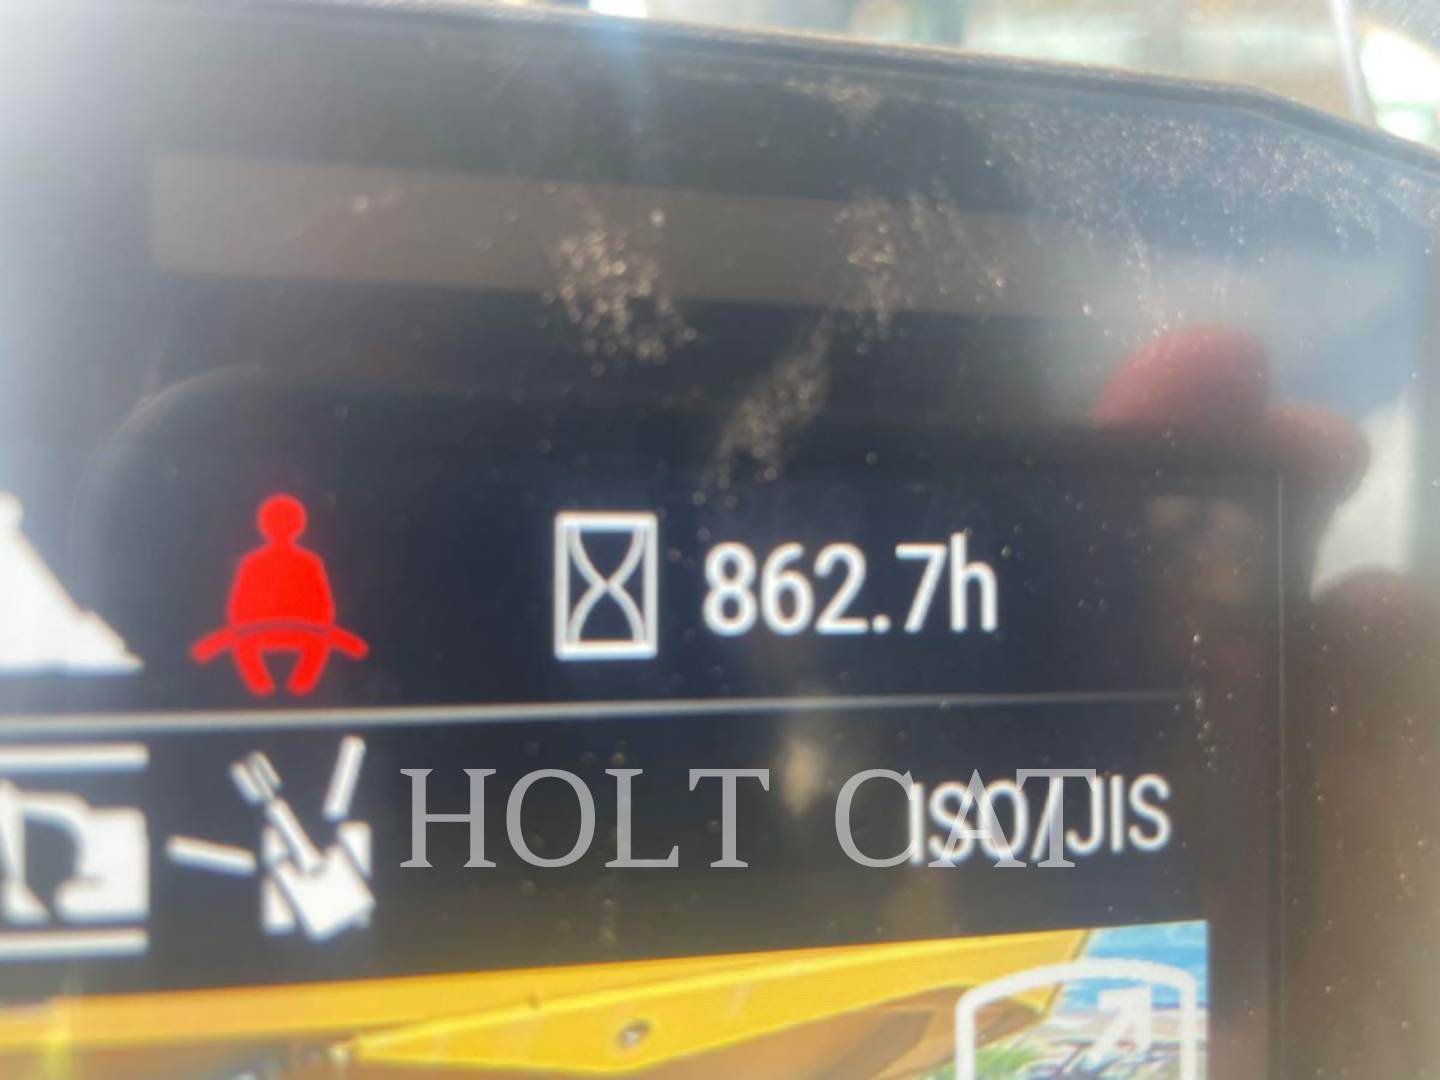 862.7h
HOLT CAT
ISO/JIS